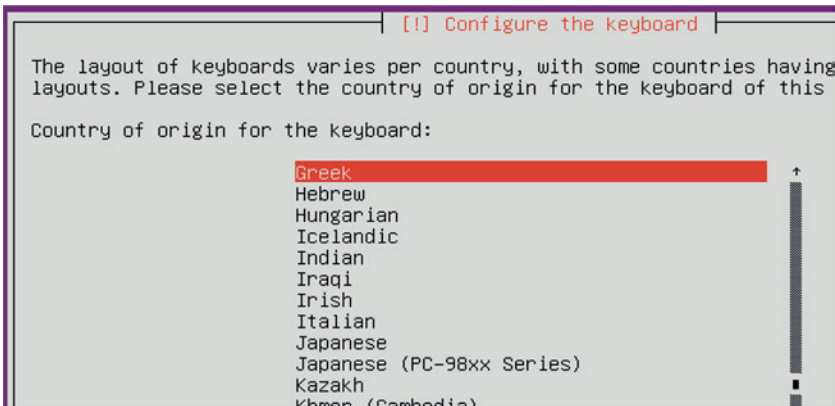 [!] Configure the keyboard
The layout of keyboards varies per country, with some countries having
layouts. Please select the country of origin for the keyboard of this
Country of origin for the keyboard:
Greek
Hebrew
Hungarian
Icelandic
Indian
Iraqi
Irish
Italian
Japanese
Japanese (PC-98xx Series)
Kazakh
Khmer (Cambodia)